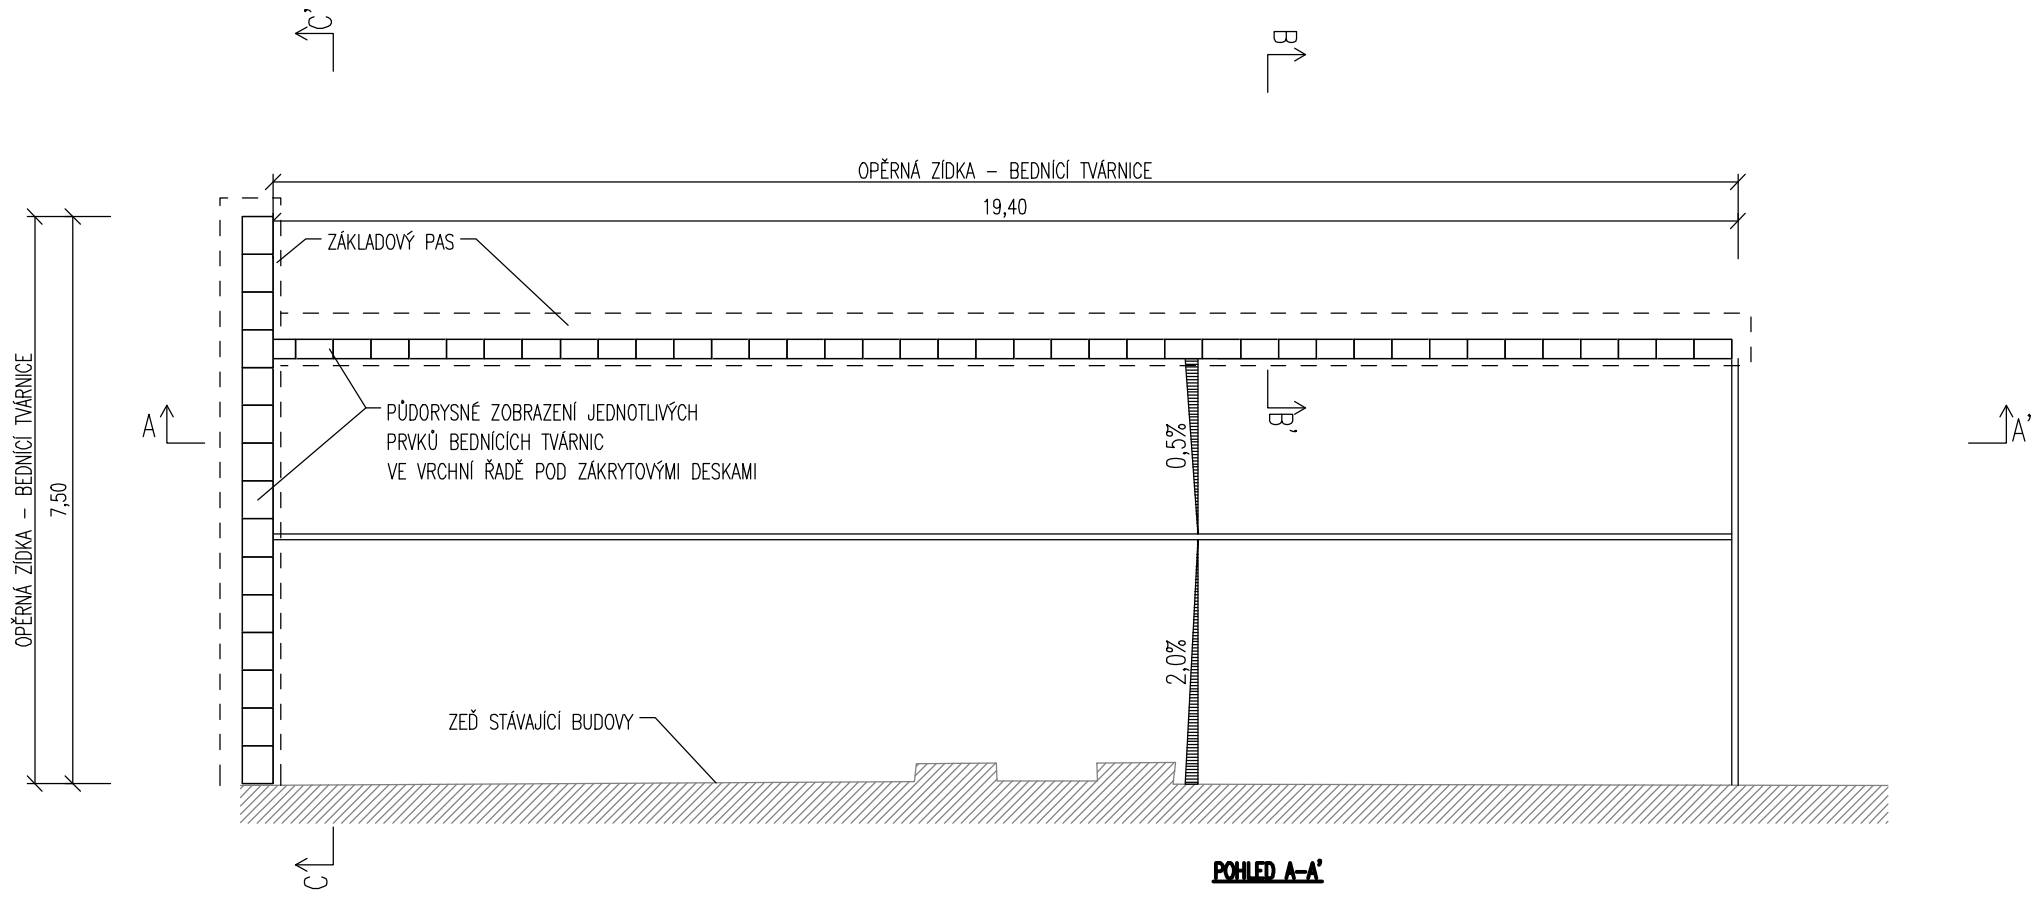 C'
B
OPĚRNÁ ZÍDKA – BEDNÍCÍ TVÁRNICE
19,40
ZÁKLADOVÝ PAS
OPĚRNÁ ZÍDKA – BEDNÍCÍ TVÁRNICE
7,50
A
PŮDORYSNÉ ZOBRAZENÍ JEDNOTLIVÝCH
PRVKŮ BEDNÍCÍCH TVÁRNIC
VE VRCHNÍ ŘADĚ POD ZÁKRYTOVÝMI DESKAMI
0,5%
B'
A'
2,0%
ZEĎ STÁVAJÍCÍ BUDOVY
C
POHLED A–A'